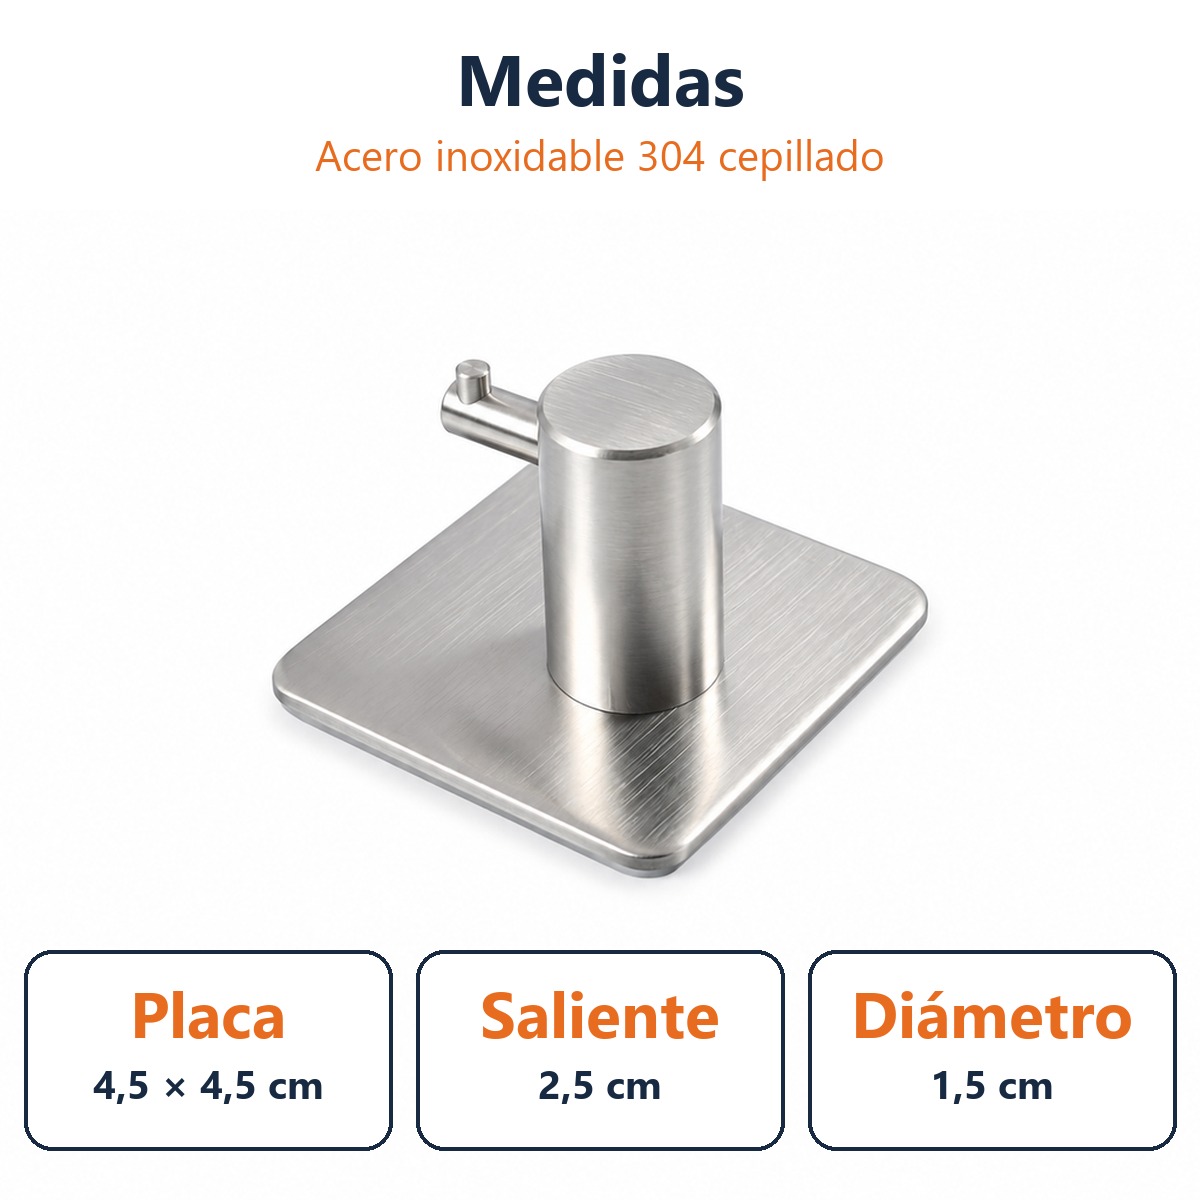 Medidas
Acero inoxidable 304 cepillado
Placa
4,5 × 4,5 cm
Saliente
2,5 cm
Diámetro
1,5 cm